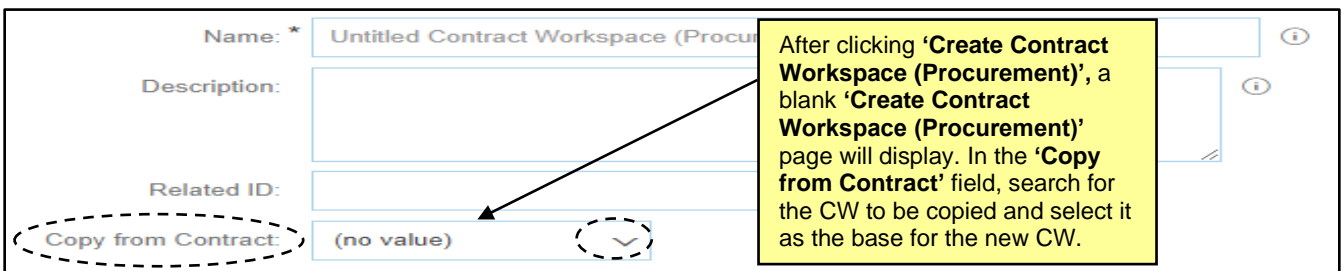 Name: * Untitled Contract Workspace (Procur
Description:
Related ID:
Copy from Contract: (no value)
After clicking 'Create Contract
Workspace (Procurement)', a
blank 'Create Contract
Workspace (Procurement)'
page will display. In the 'Copy
from Contract' field, search for
the CW to be copied and select it
as the base for the new CW.